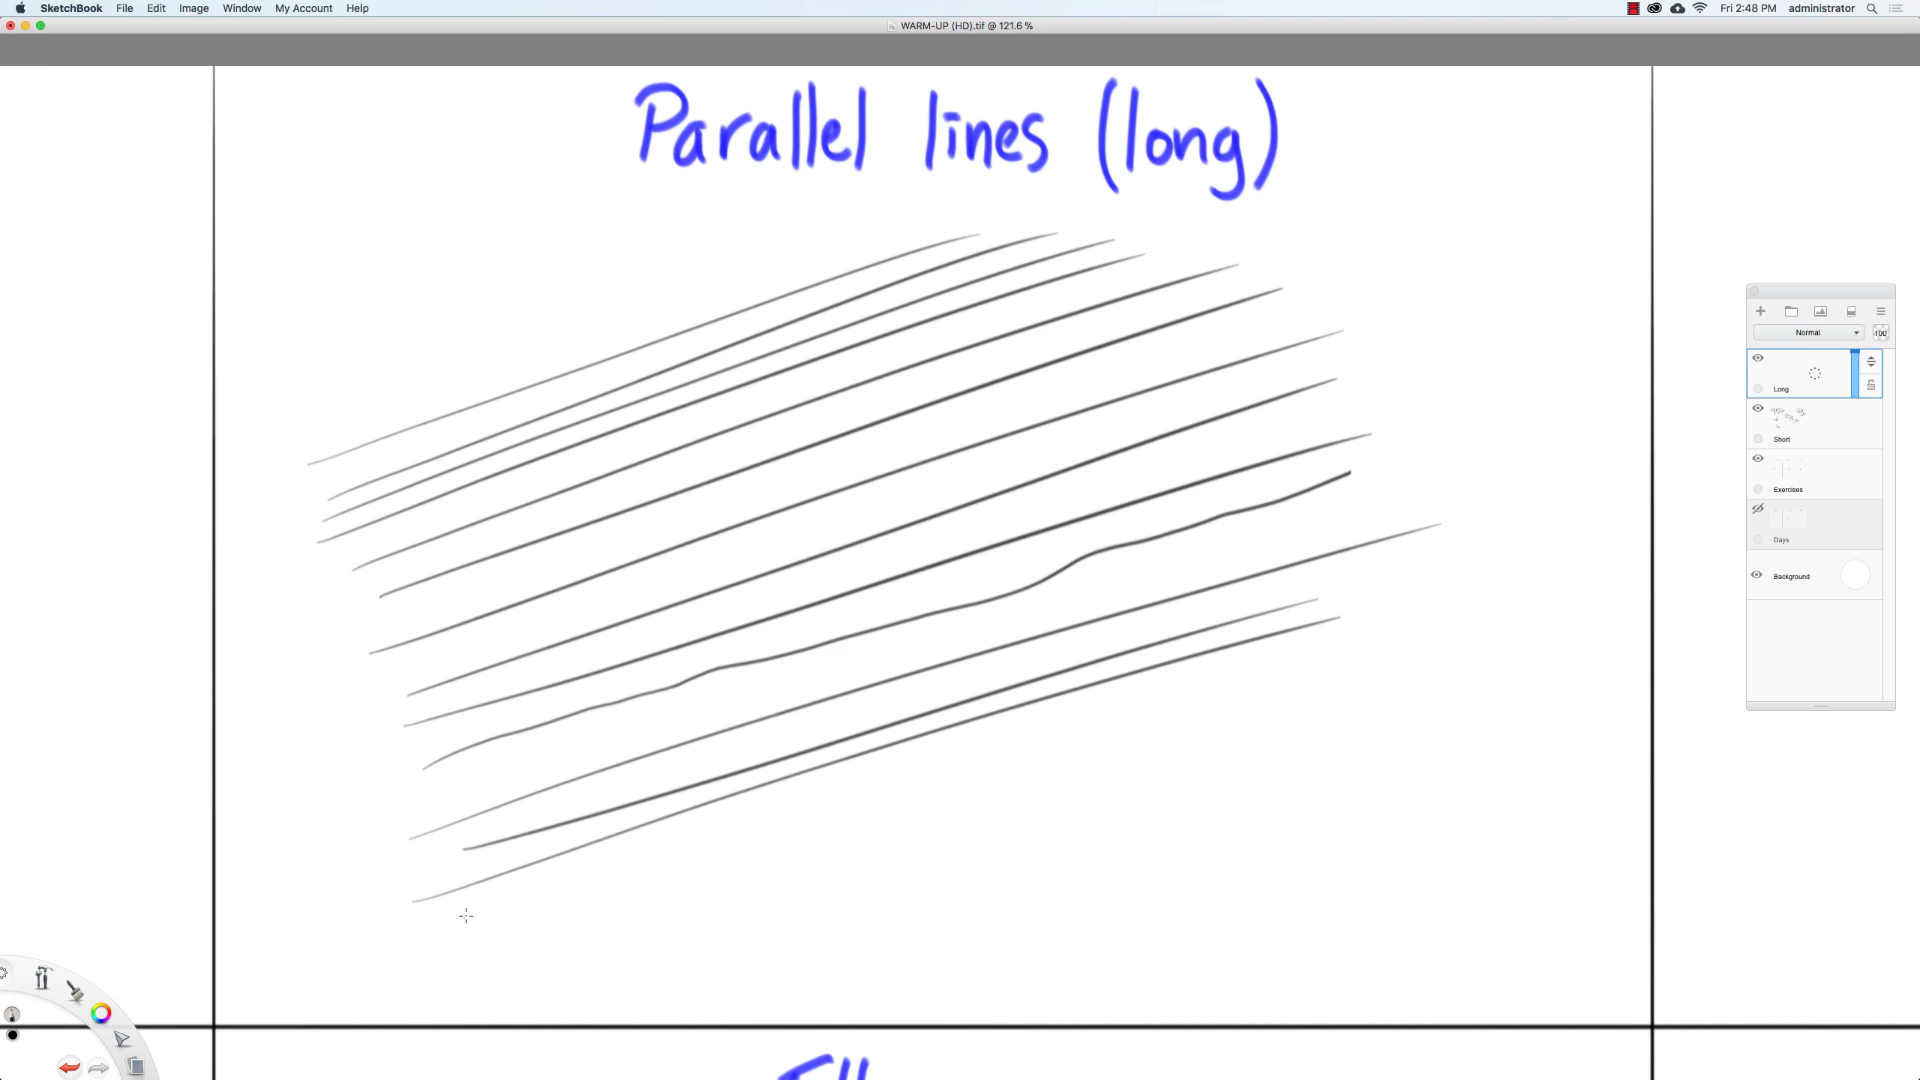 SketchBook File Edit Image Window My Account Help
Fri 2:48 PM administrator
WARM-UP (HD).tif @ 121.6 %
Parallel lines (long)
Normal
100
Long
Short
Exercises
Days
Background